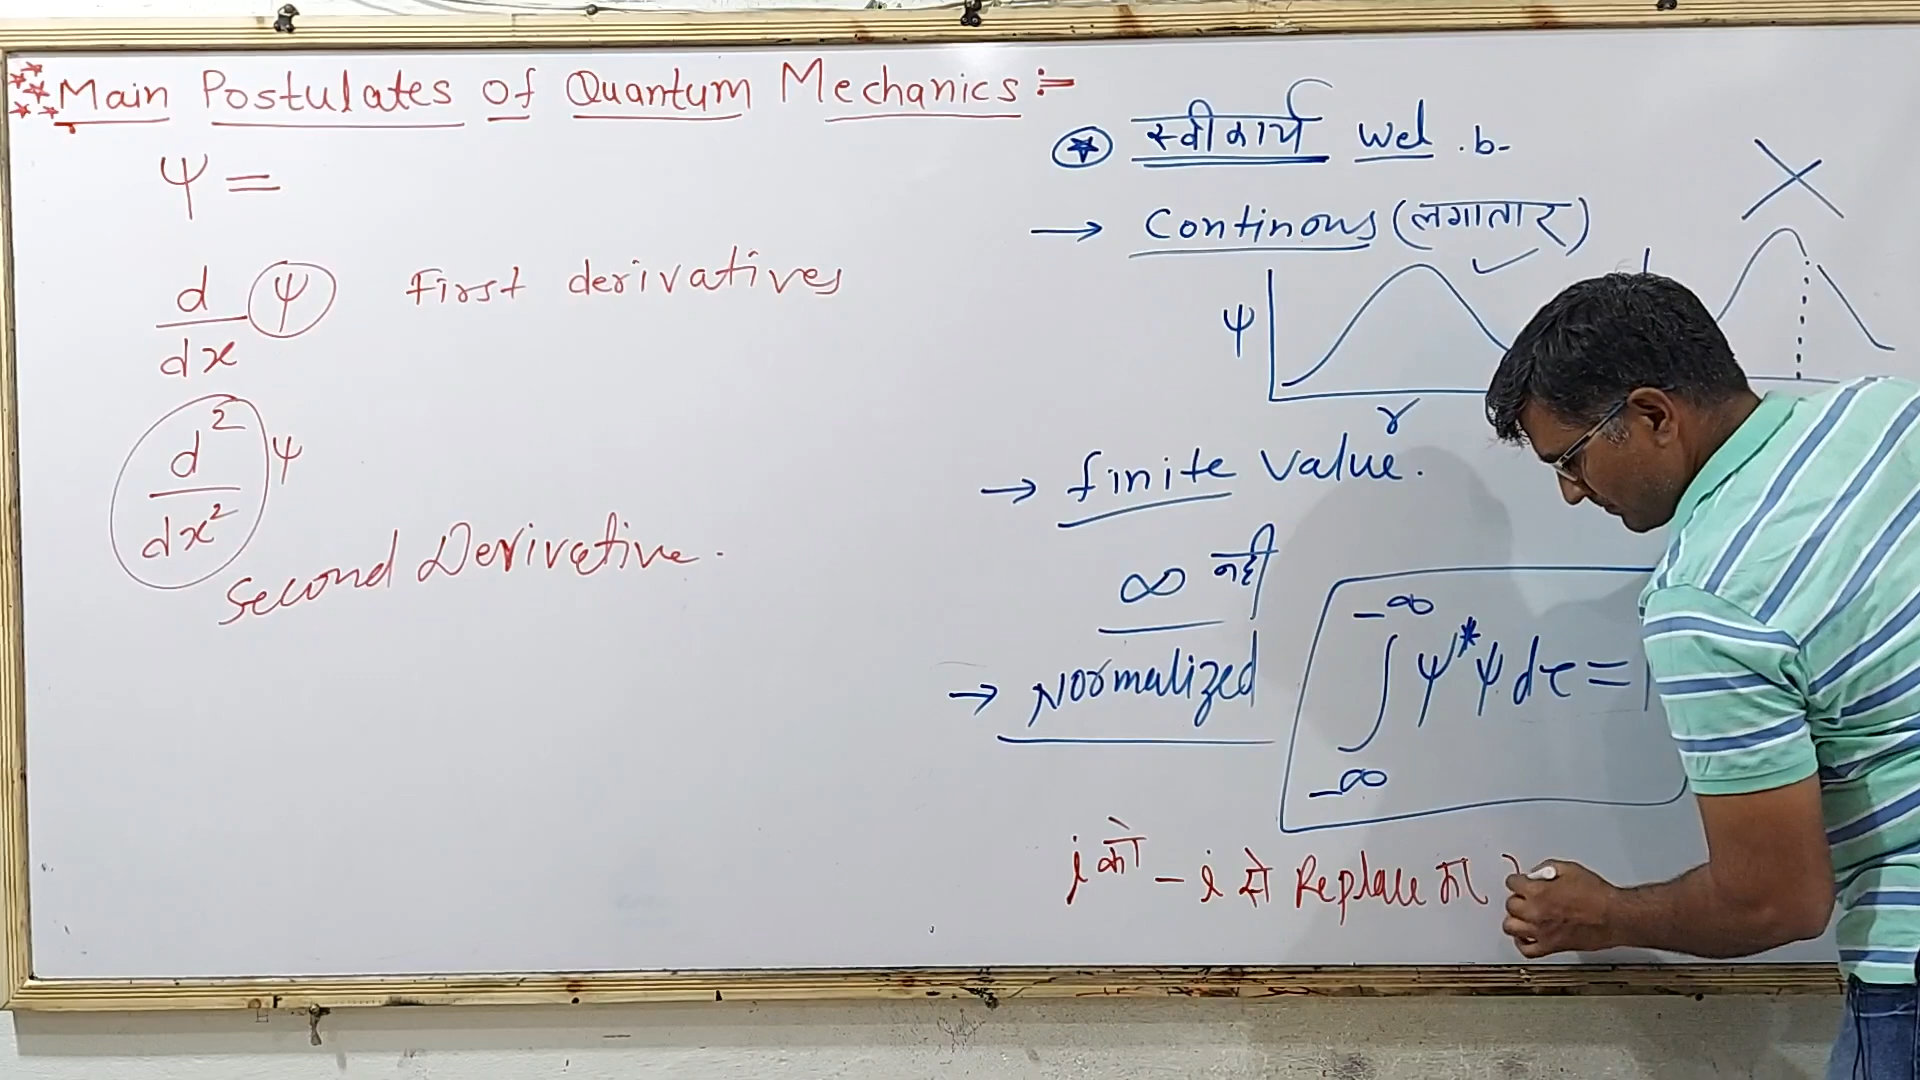 Main Postulates of Quantum Mechanics :-
ψ =
d/dx ψ First derivatives
d²/dx² ψ
Second Derivative.
स्वीकार्य wel . b-
→ Continous (लगातार)
ψ
r
→ finite value.
∞ नही
→ Normalized
-∞
∫ ψ* ψ dτ = 1
-∞
i को - i से Replace